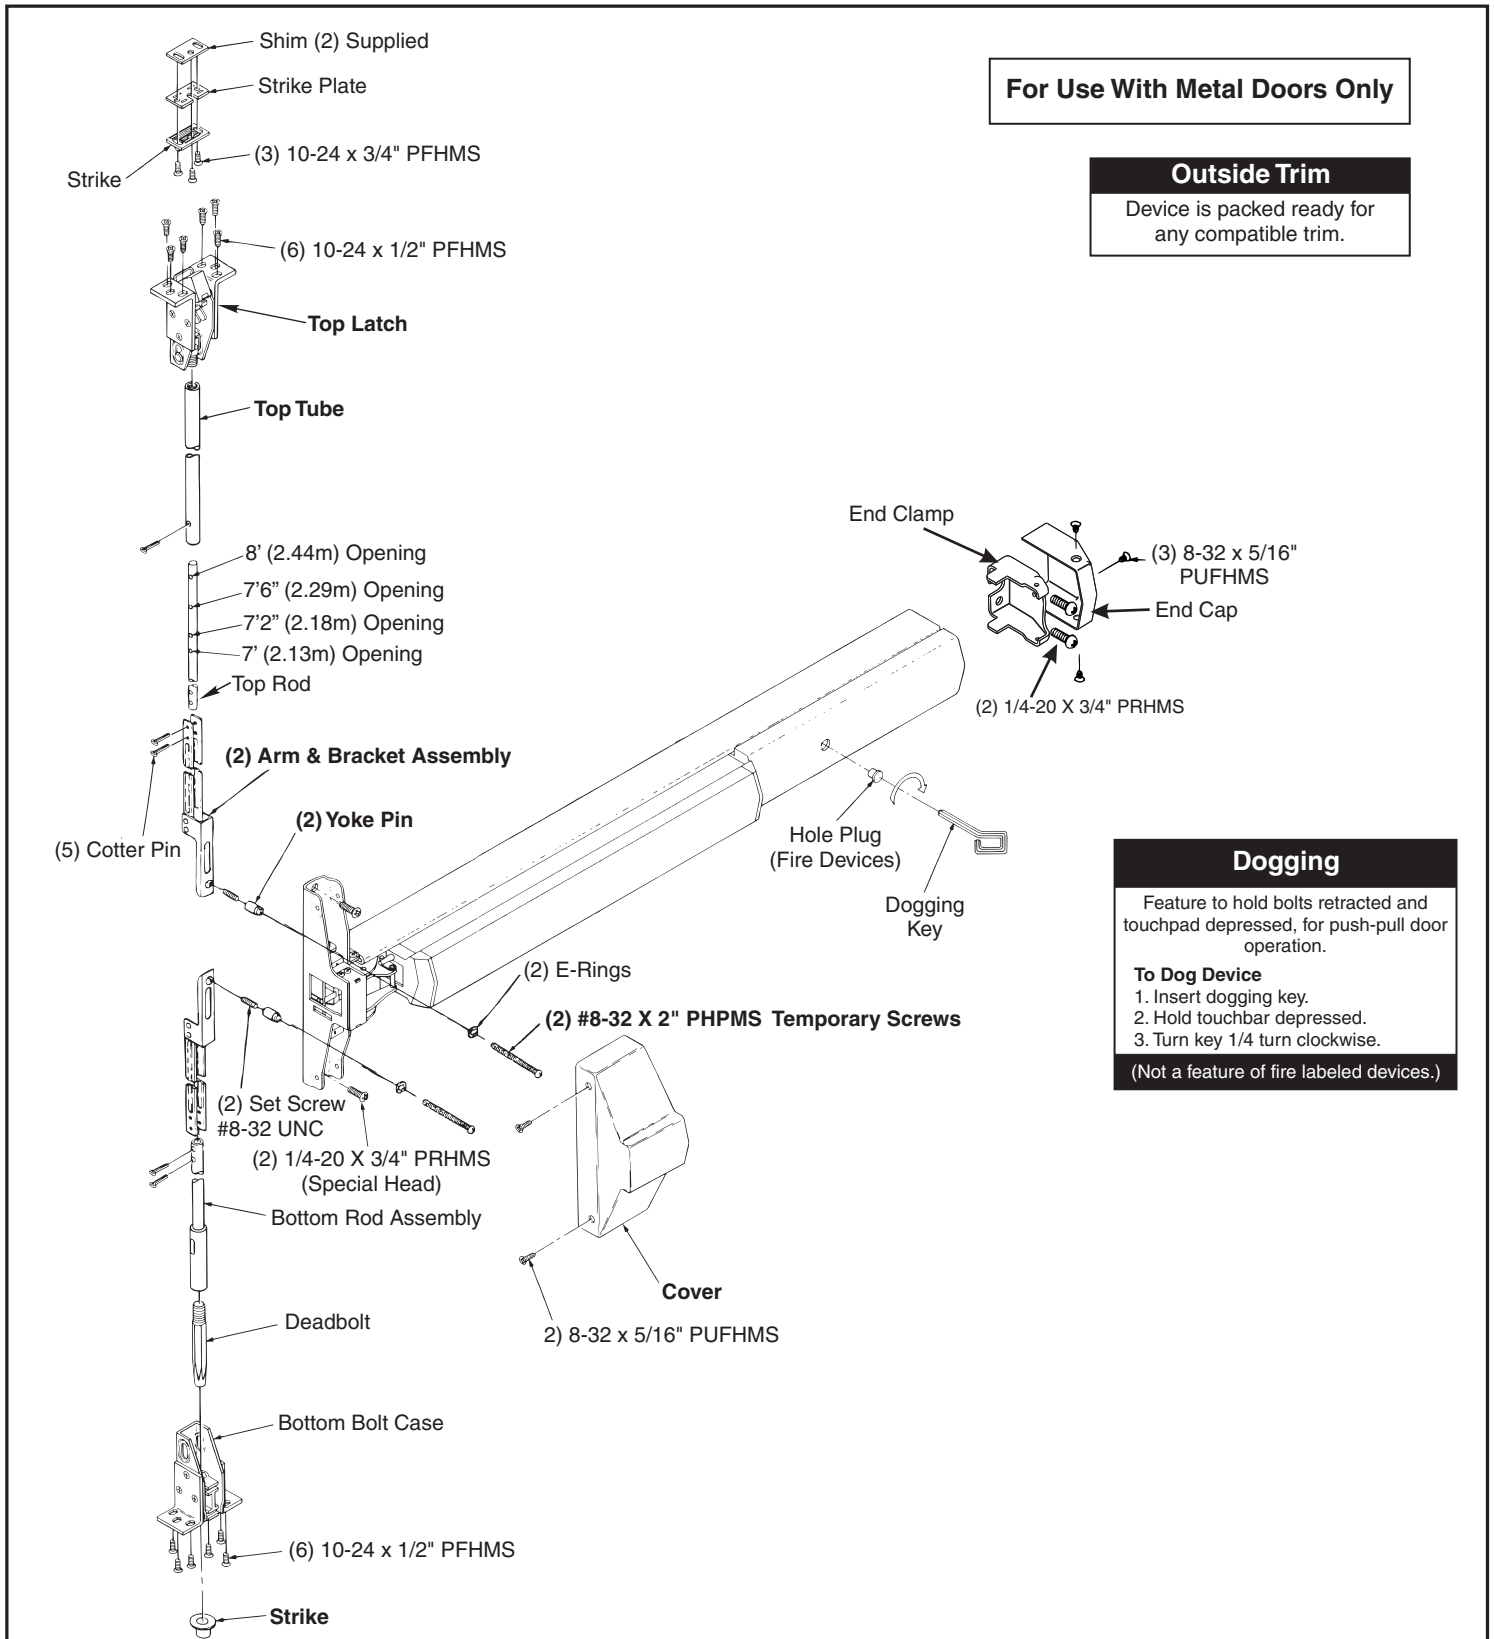 Shim (2) Supplied
Strike Plate
(3) 10-24 x 3/4" PFHMS
Strike
(6) 10-24 x 1/2" PFHMS
Top Latch
Top Tube
8’ (2.44m) Opening
7’6” (2.29m) Opening
7’2” (2.18m) Opening
7’ (2.13m) Opening
Top Rod
(2) Arm & Bracket Assembly
(2) Yoke Pin
(5) Cotter Pin
For Use With Metal Doors Only
Outside Trim
Device is packed ready for
any compatible trim.
End Clamp
(3) 8-32 x 5/16"
PUFHMS
End Cap
(2) 1/4-20 X 3/4" PRHMS
Hole Plug
(Fire Devices)
Dogging
Key
Dogging
Feature to hold bolts retracted and
touchpad depressed, for push-pull door
operation.
To Dog Device
1. Insert dogging key.
2. Hold touchbar depressed.
3. Turn key 1/4 turn clockwise.
(Not a feature of fire labeled devices.)
(2) E-Rings
(2) #8-32 X 2" PHPMS Temporary Screws
(2) Set Screw
#8-32 UNC
(2) 1/4-20 X 3/4" PRHMS
(Special Head)
Bottom Rod Assembly
Cover
2) 8-32 x 5/16" PUFHMS
Deadbolt
Bottom Bolt Case
(6) 10-24 x 1/2" PFHMS
Strike